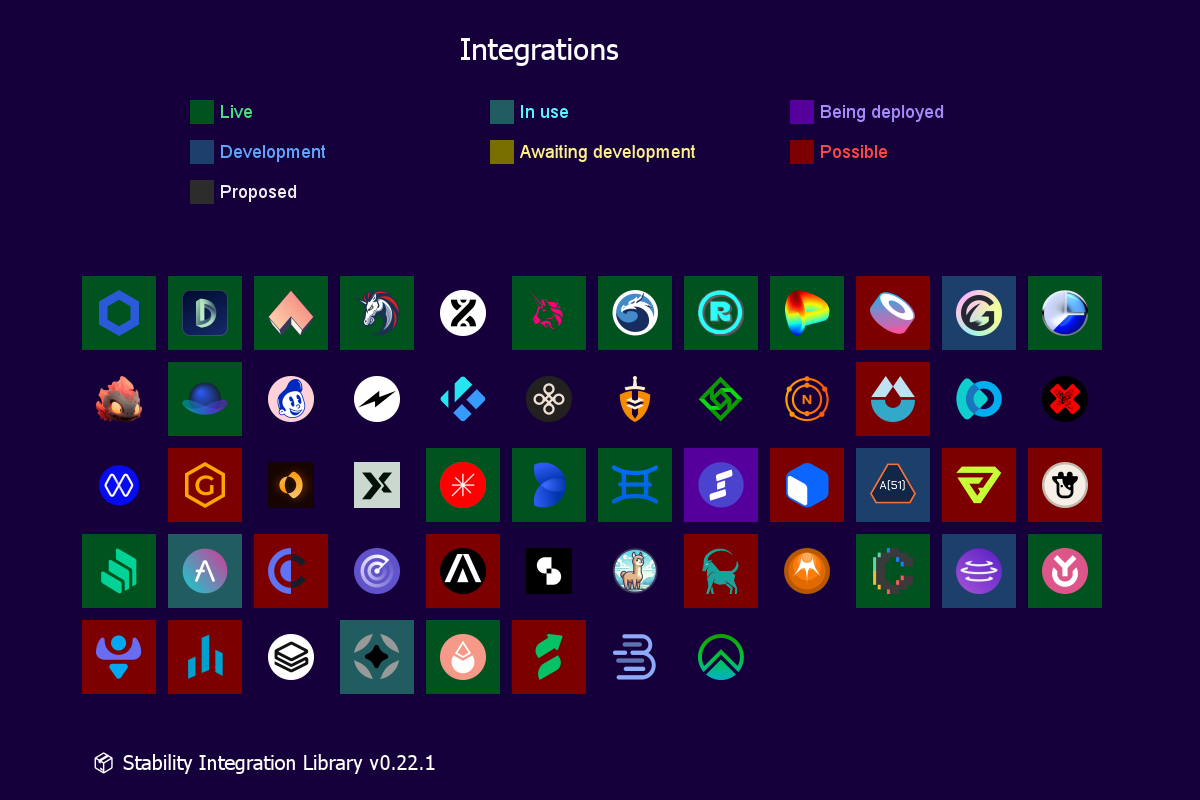 Integrations
Live
In use
Being deployed
Development
Awaiting development
Possible
Proposed
D
R
N
G
A[51]
Stability Integration Library v0.22.1